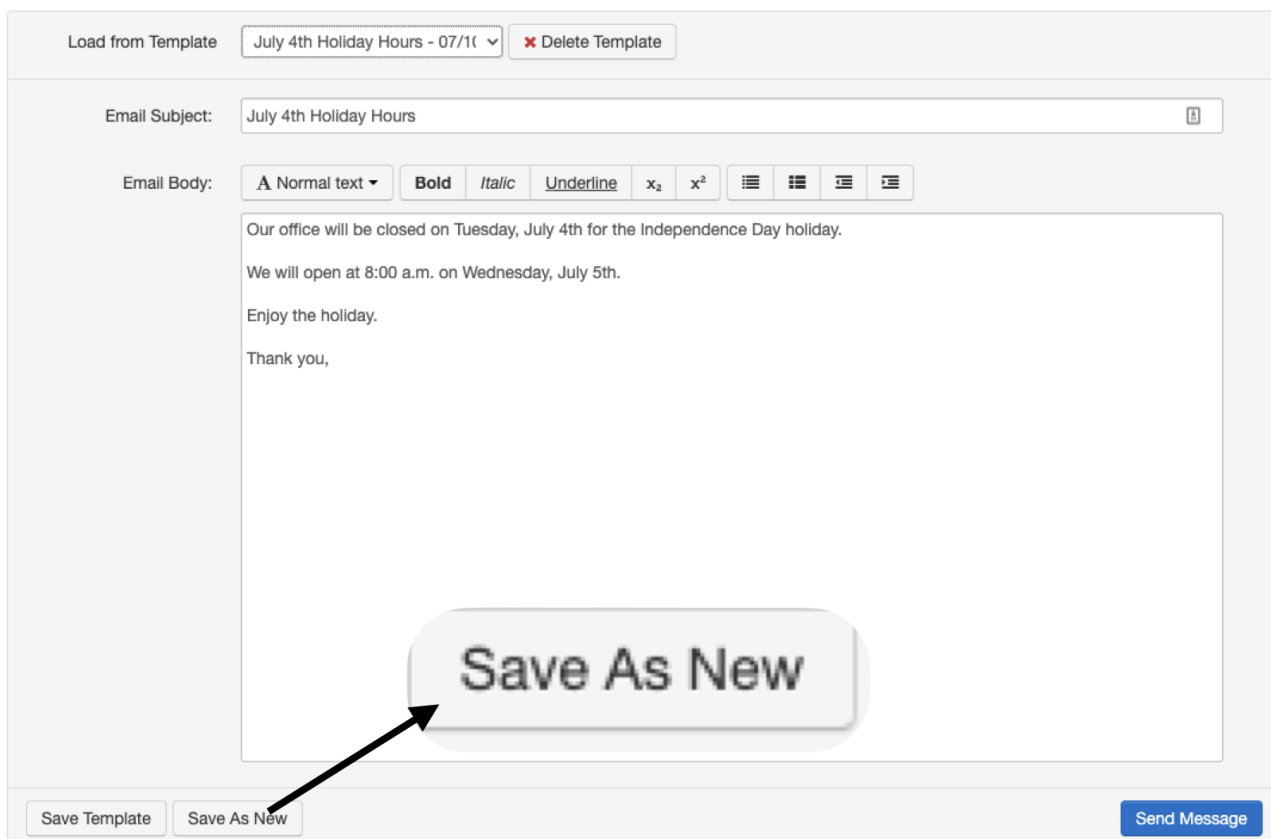 Load from Template July 4th Holiday Hours - 07/1( Delete Template
Email Subject: July 4th Holiday Hours
Email Body: A Normal text Bold Italic Underline x₂ x²
Our office will be closed on Tuesday, July 4th for the Independence Day holiday.
We will open at 8:00 a.m. on Wednesday, July 5th.
Enjoy the holiday.
Thank you,
Save As New
Save Template Save As New Send Message